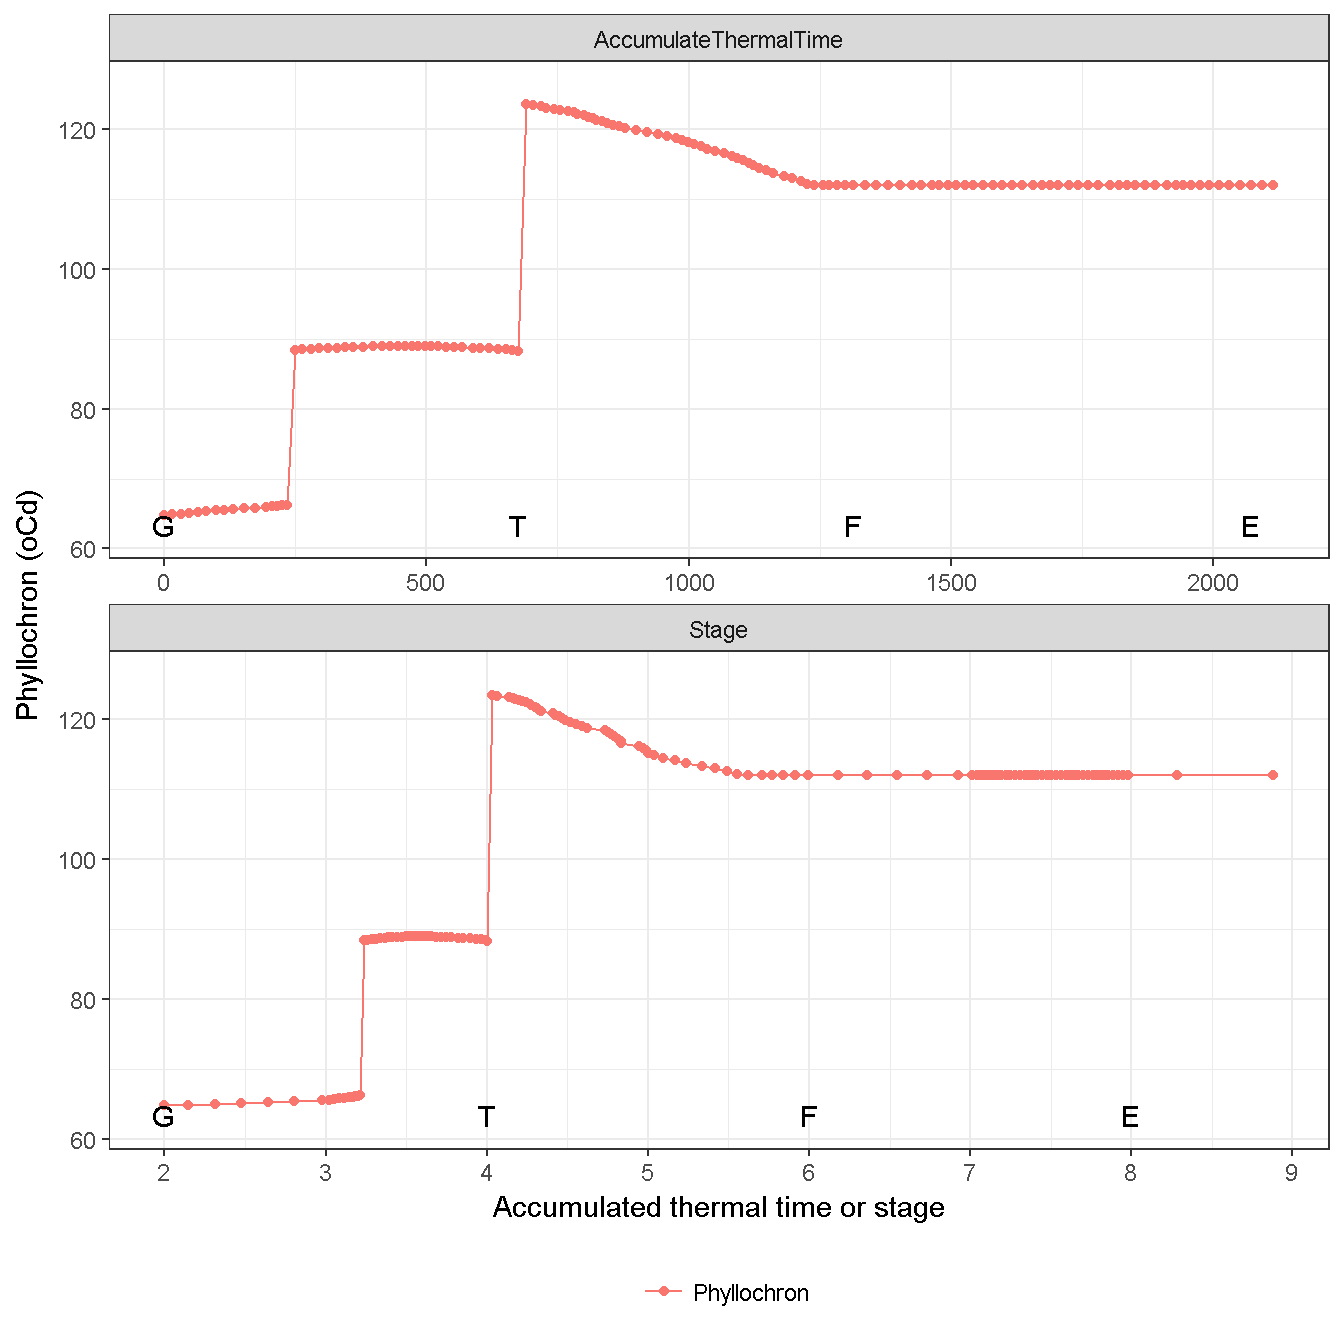 AccumulateThermalTime
120
100
80
60
G T F E
0 500 1000 1500 2000
Phyllochron (oCd)
Stage
120
100
80
60
G T F E
2 3 4 5 6 7 8 9
Accumulated thermal time or stage
Phyllochron